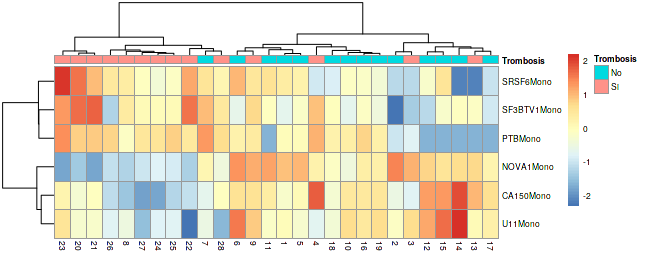 Trombosis
Trombosis
No
SI
2
1
0
-1
-2
SRSF6Mono
SF3BTV1Mono
PTBMono
NOVA1Mono
CA150Mono
U11Mono
23 20 21 26 8 27 24 25 22 7 28 6 9 11 1 5 4 18 10 16 19 2 3 12 15 14 13 17